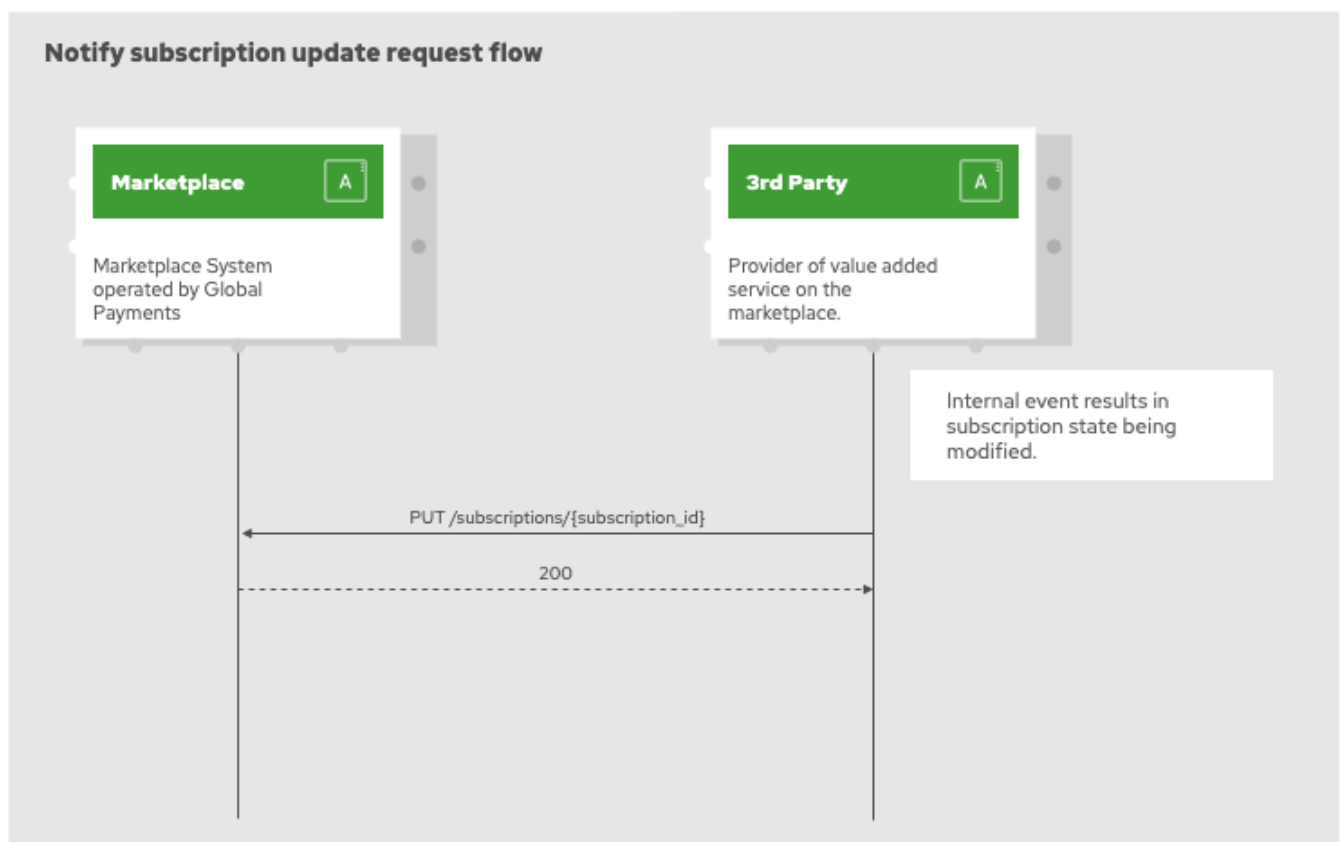 Notify subscription update request flow
Marketplace
A
3rd Party
A
Marketplace System
operated by Global
Payments
Provider of value added
service on the
marketplace.
Internal event results in
subscription state being
modified.
PUT /subscriptions/{subscription_id}
200